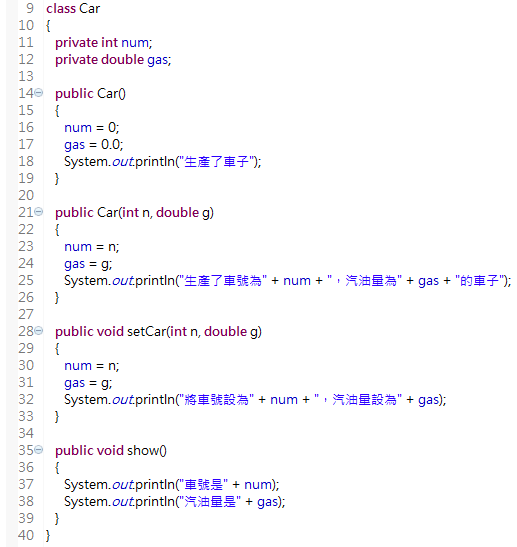 9 class Car
10 {
11 private int num;
12 private double gas;
13
14 public Car()
15 {
16 num = 0;
17 gas = 0.0;
18 System.out.println("生產了車子");
19 }
20
21 public Car(int n, double g)
22 {
23 num = n;
24 gas = g;
25 System.out.println("生產了車號為" + num + "，汽油量為" + gas + "的車子");
26 }
27
28 public void setCar(int n, double g)
29 {
30 num = n;
31 gas = g;
32 System.out.println("將車號設為" + num + "，汽油量設為" + gas);
33 }
34
35 public void show()
36 {
37 System.out.println("車號是" + num);
38 System.out.println("汽油量是" + gas);
39 }
40 }